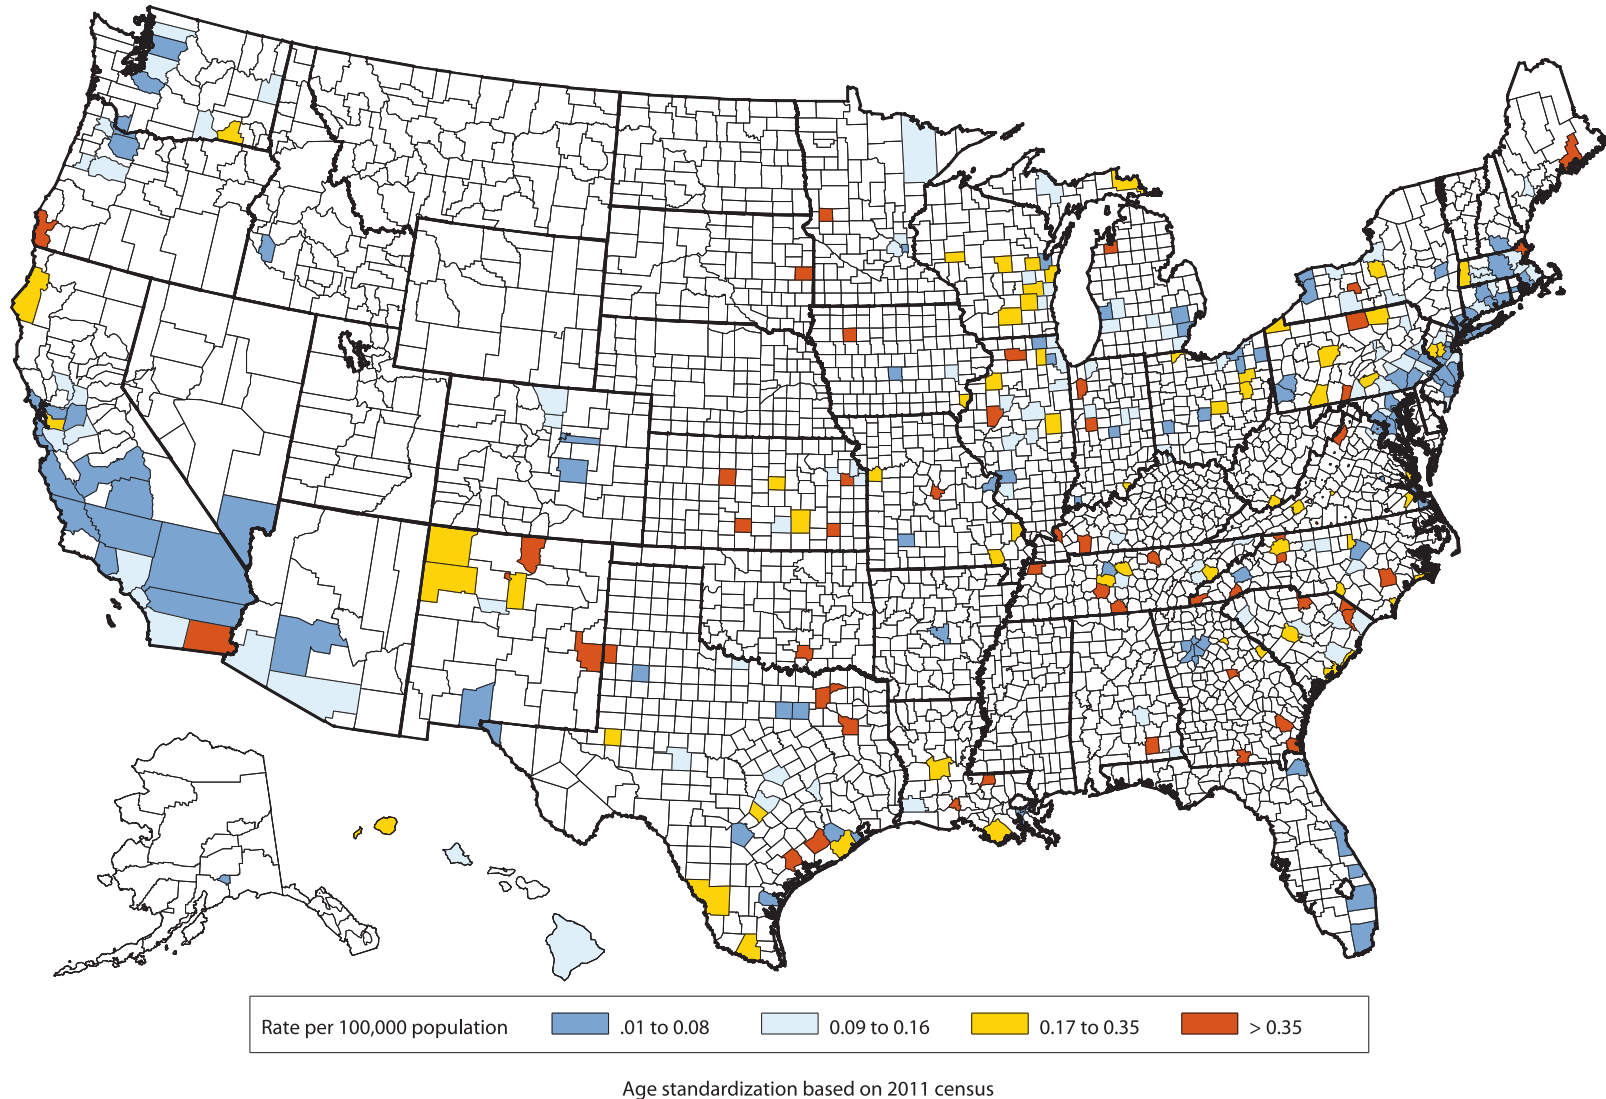 Rate per 100,000 population .01 to 0.08 0.09 to 0.16 0.17 to 0.35 > 0.35
Age standardization based on 2011 census